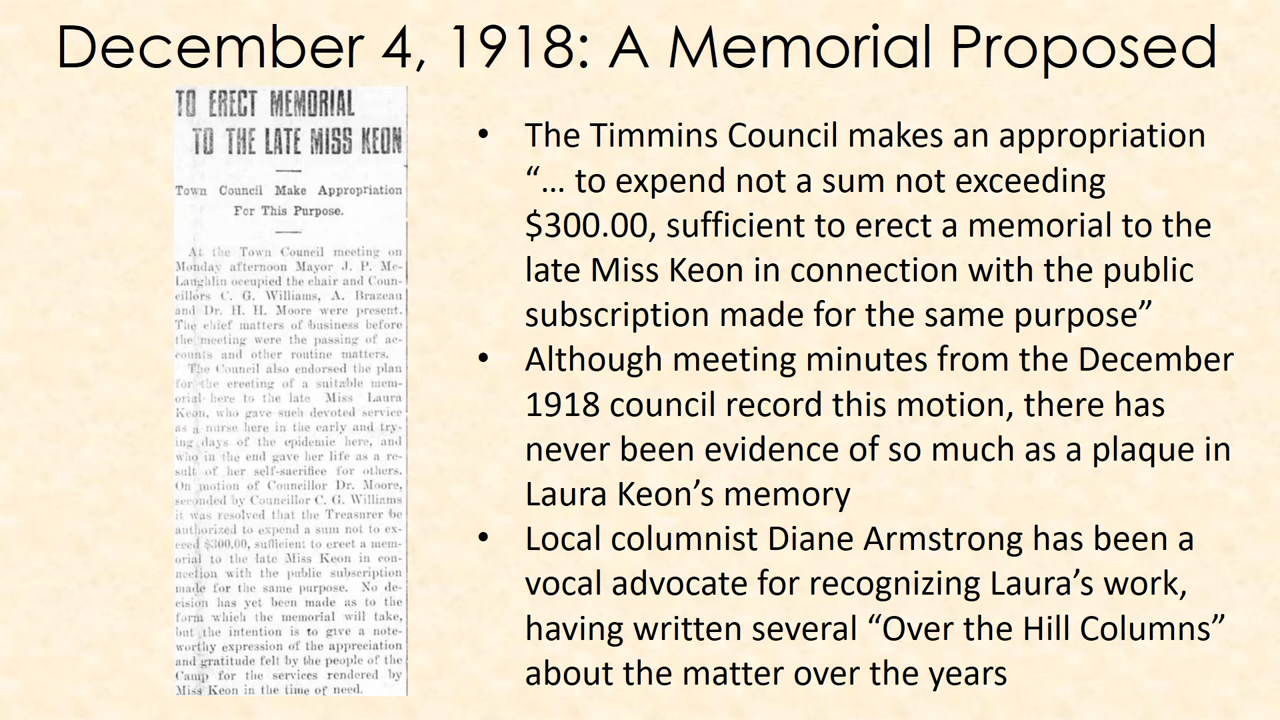 December 4, 1918: A Memorial Proposed
TO ERECT MEMORIAL
TO THE LATE MISS KEON
Town Council Make Appropriation
For This Purpose.
At the Town Council meeting on
Monday afternoon Mayor J. P. Mc-
Laughlin occupied the chair and Coun-
cillors C. G. Williams, A. Brazeau
and Dr. H. H. Moore were present.
The chief matters of business before
the meeting were the passing of ac-
counts and other routine matters.
The Council also endorsed the plan
for the erecting of a suitable mem-
orial here to the late Miss Laura
Keon, who gave such devoted service
as a nurse here in the early and try-
ing days of the epidemic here, and
who in the end gave her life as a re-
sult of her self-sacrifice for others.
On motion of Councillor Dr. Moore,
seconded by Councillor C. G. Williams
it was resolved that the Treasurer be
authorized to expend a sum not to ex-
ceed $300.00, sufficient to erect a mem-
orial to the late Miss Keon in con-
nection with the public subscription
made for the same purpose. No de-
cision has yet been made as to the
form which the memorial will take,
but the intention is to give a note-
worthy expression of the appreciation
and gratitude felt by the people of the
Camp for the services rendered by
Miss Keon in the time of need.
• The Timmins Council makes an appropriation
“... to expend not a sum not exceeding
$300.00, sufficient to erect a memorial to the
late Miss Keon in connection with the public
subscription made for the same purpose”
• Although meeting minutes from the December
1918 council record this motion, there has
never been evidence of so much as a plaque in
Laura Keon’s memory
• Local columnist Diane Armstrong has been a
vocal advocate for recognizing Laura’s work,
having written several “Over the Hill Columns”
about the matter over the years